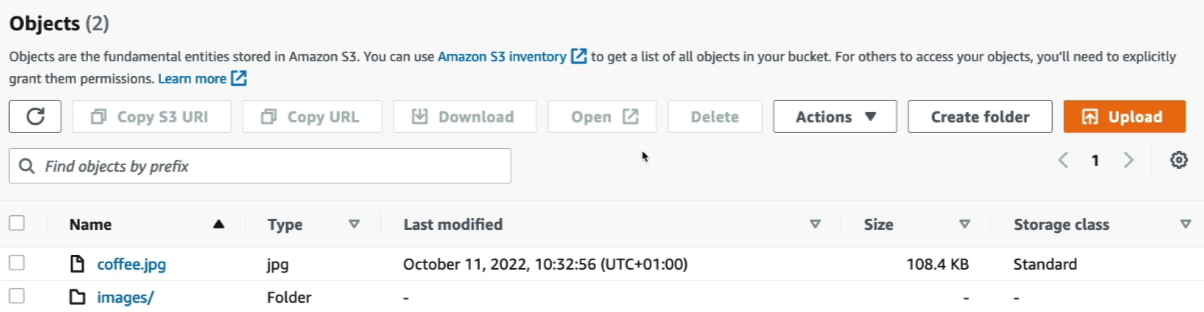 Objects (2)
Objects are the fundamental entities stored in Amazon S3. You can use Amazon S3 inventory to get a list of all objects in your bucket. For others to access your objects, you'll need to explicitly
grant them permissions. Learn more
Copy S3 URI Copy URL Download Open Delete Actions Create folder Upload
Find objects by prefix 1
Name Type Last modified Size Storage class
coffee.jpg jpg October 11, 2022, 10:32:56 (UTC+01:00) 108.4 KB Standard
images/ Folder - - -